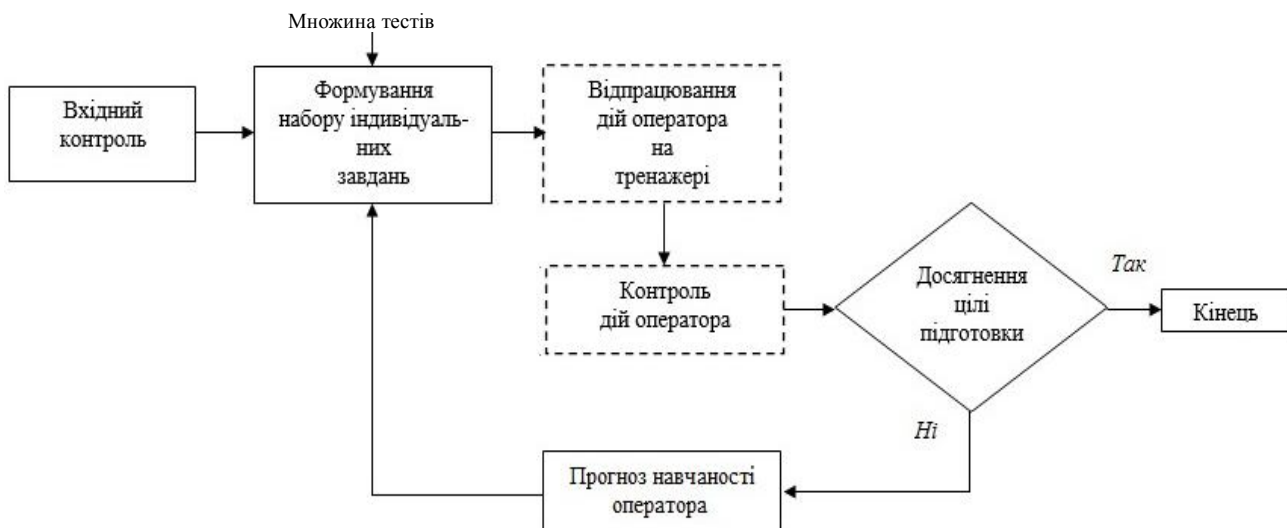 Множина тестів
Вхідний
контроль
Формування
набору індивідуаль-
них
завдань
Відпрацювання
дій оператора
на
тренажері
Контроль
дій оператора
Досягнення
цілі
підготовки
Так
Кінець
Ні
Прогноз навчаності
оператора